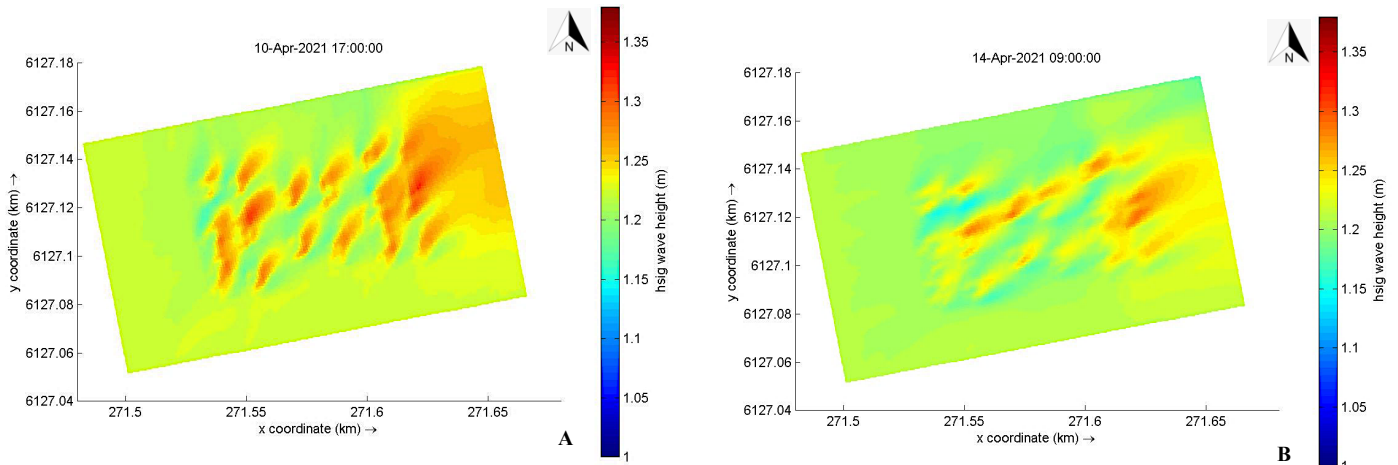 10-Apr-2021 17:00:00
N
6127.18
6127.16
6127.14
6127.12
6127.1
6127.08
6127.06
6127.04
y coordinate (km) →
271.5 271.55 271.6 271.65
x coordinate (km) →
1.35
1.3
1.25
1.2
1.15
1.1
1.05
1
hsig wave height (m)
A
14-Apr-2021 09:00:00
N
6127.18
6127.16
6127.14
6127.12
6127.1
6127.08
6127.06
6127.04
y coordinate (km) →
271.5 271.55 271.6 271.65
x coordinate (km) →
1.35
1.3
1.25
1.2
1.15
1.1
1.05
1
hsig wave height (m)
B